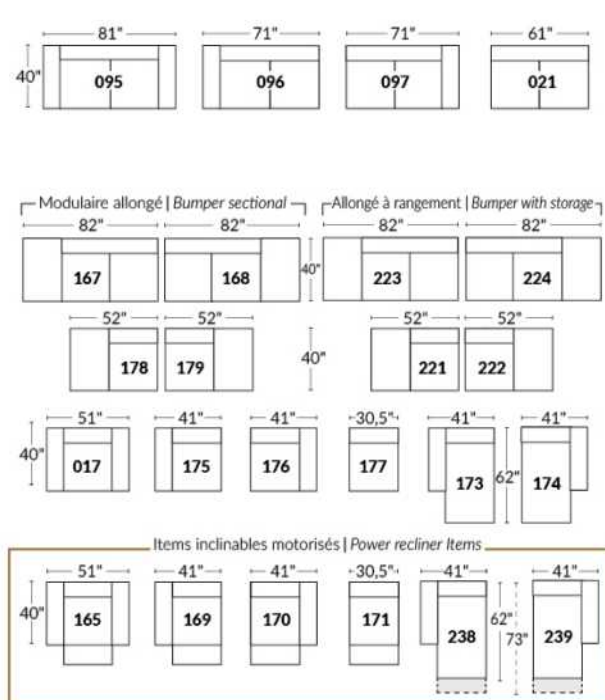 81" 71" 71" 61"
40"
095 096 097 021
Modulaire allongé | Bumper sectional Allongé à rangement | Bumper with storage
82" 82" 82" 82"
167 168 40" 223 224
52" 52" 52" 52"
178 179 40" 221 222
51" 41" 41" 30,5" 41" 41"
40" 017 175 176 177 173 62" 174
Items inclinables motorisés | Power recliner Items
51" 41" 41" 30,5" 41" 41"
40" 165 169 170 171 238 62" 73" 239